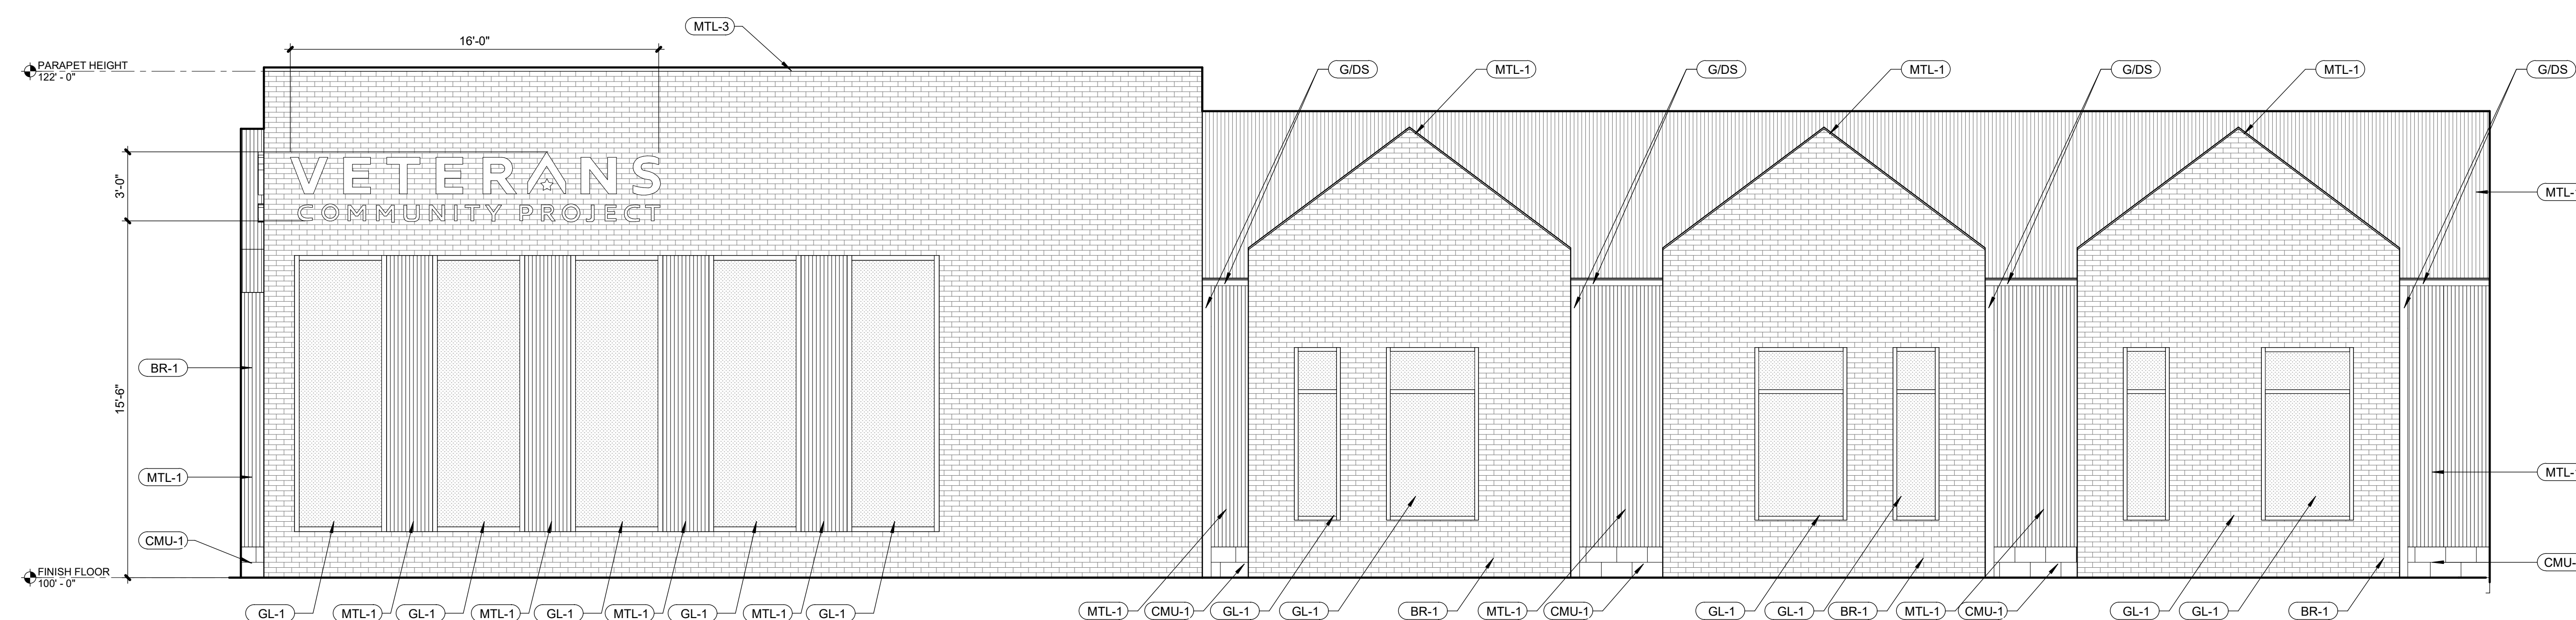 MTL-3
16'-0"
PARAPET HEIGHT
122' - 0"
G/DS
MTL-1
G/DS
MTL-1
G/DS
MTL-1
G/DS
VETERANS
COMMUNITY PROJECT
3'-0"
MTL-
BR-1
15'-6"
MTL-1
MTL-
CMU-1
CMU-
FINISH FLOOR
100' - 0"
GL-1
MTL-1
GL-1
MTL-1
GL-1
MTL-1
GL-1
MTL-1
GL-1
MTL-1
CMU-1
GL-1
GL-1
BR-1
MTL-1
CMU-1
GL-1
GL-1
BR-1
MTL-1
CMU-1
GL-1
GL-1
BR-1